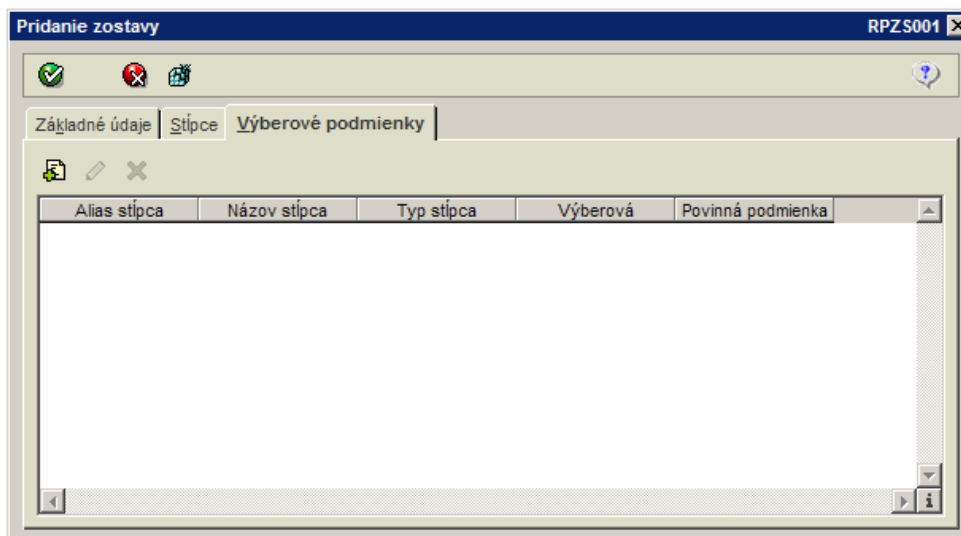 Pridanie zostavy RPZS001
Základné údaje Stĺpce Výberové podmienky
Alias stĺpca Názov stĺpca Typ stĺpca Výberová Povinná podmienka